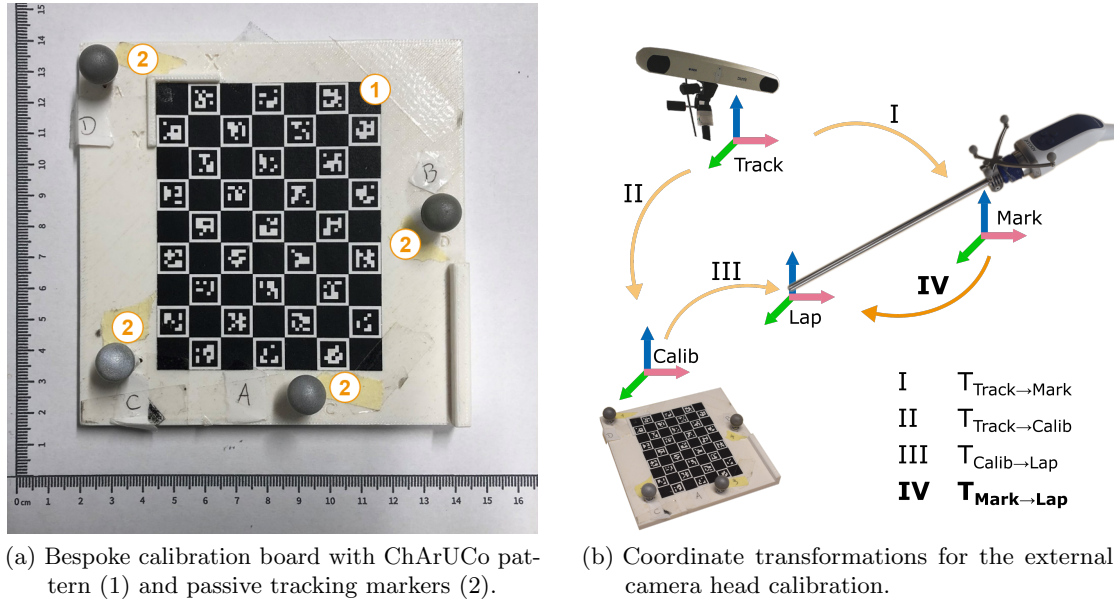 15
14
13
12
11
10
9
8
7
6
5
4
3
2
1
0 cm
1
2
3
4
5
6
7
8
9
10
11
12
13
14
15
16
2
1
D
B
2
2
2
C
A
(a) Bespoke calibration board with ChArUCo pat-
tern (1) and passive tracking markers (2).
Track
I
II
Mark
III
IV
Lap
Calib
I T_Track→Mark
II T_Track→Calib
III T_Calib→Lap
IV T_Mark→Lap
(b) Coordinate transformations for the external
camera head calibration.